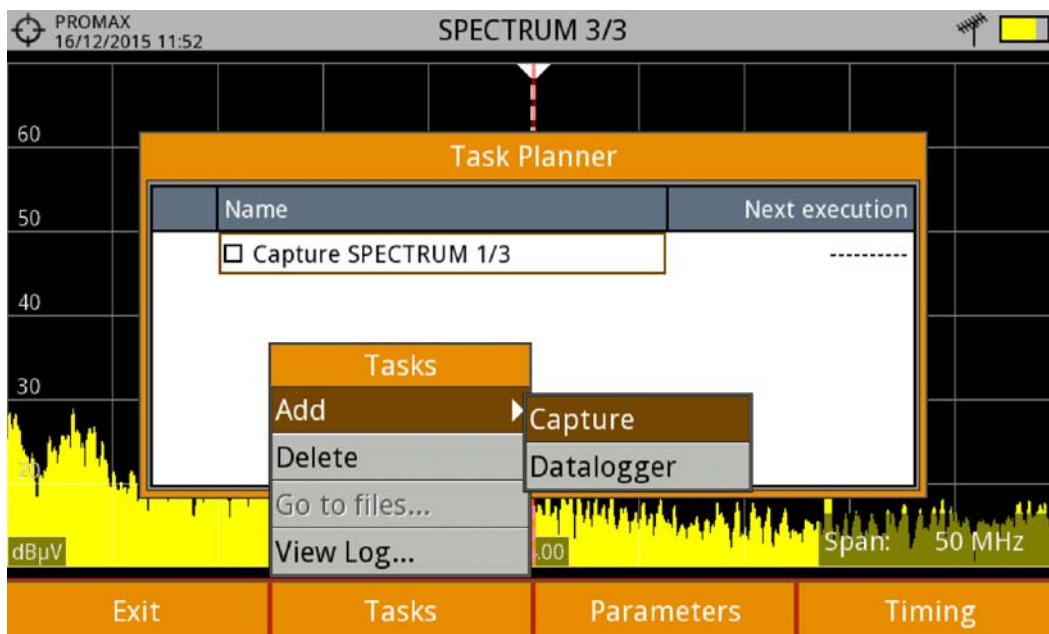 PROMAX
16/12/2015 11:52
SPECTRUM 3/3
60
50
40
30
20
Task Planner
Name Next execution
Capture SPECTRUM 1/3 ----------
Tasks
Add
Delete
Go to files...
View Log...
Capture
Datalogger
dBµV
.00
Span: 50 MHz
Exit Tasks Parameters Timing